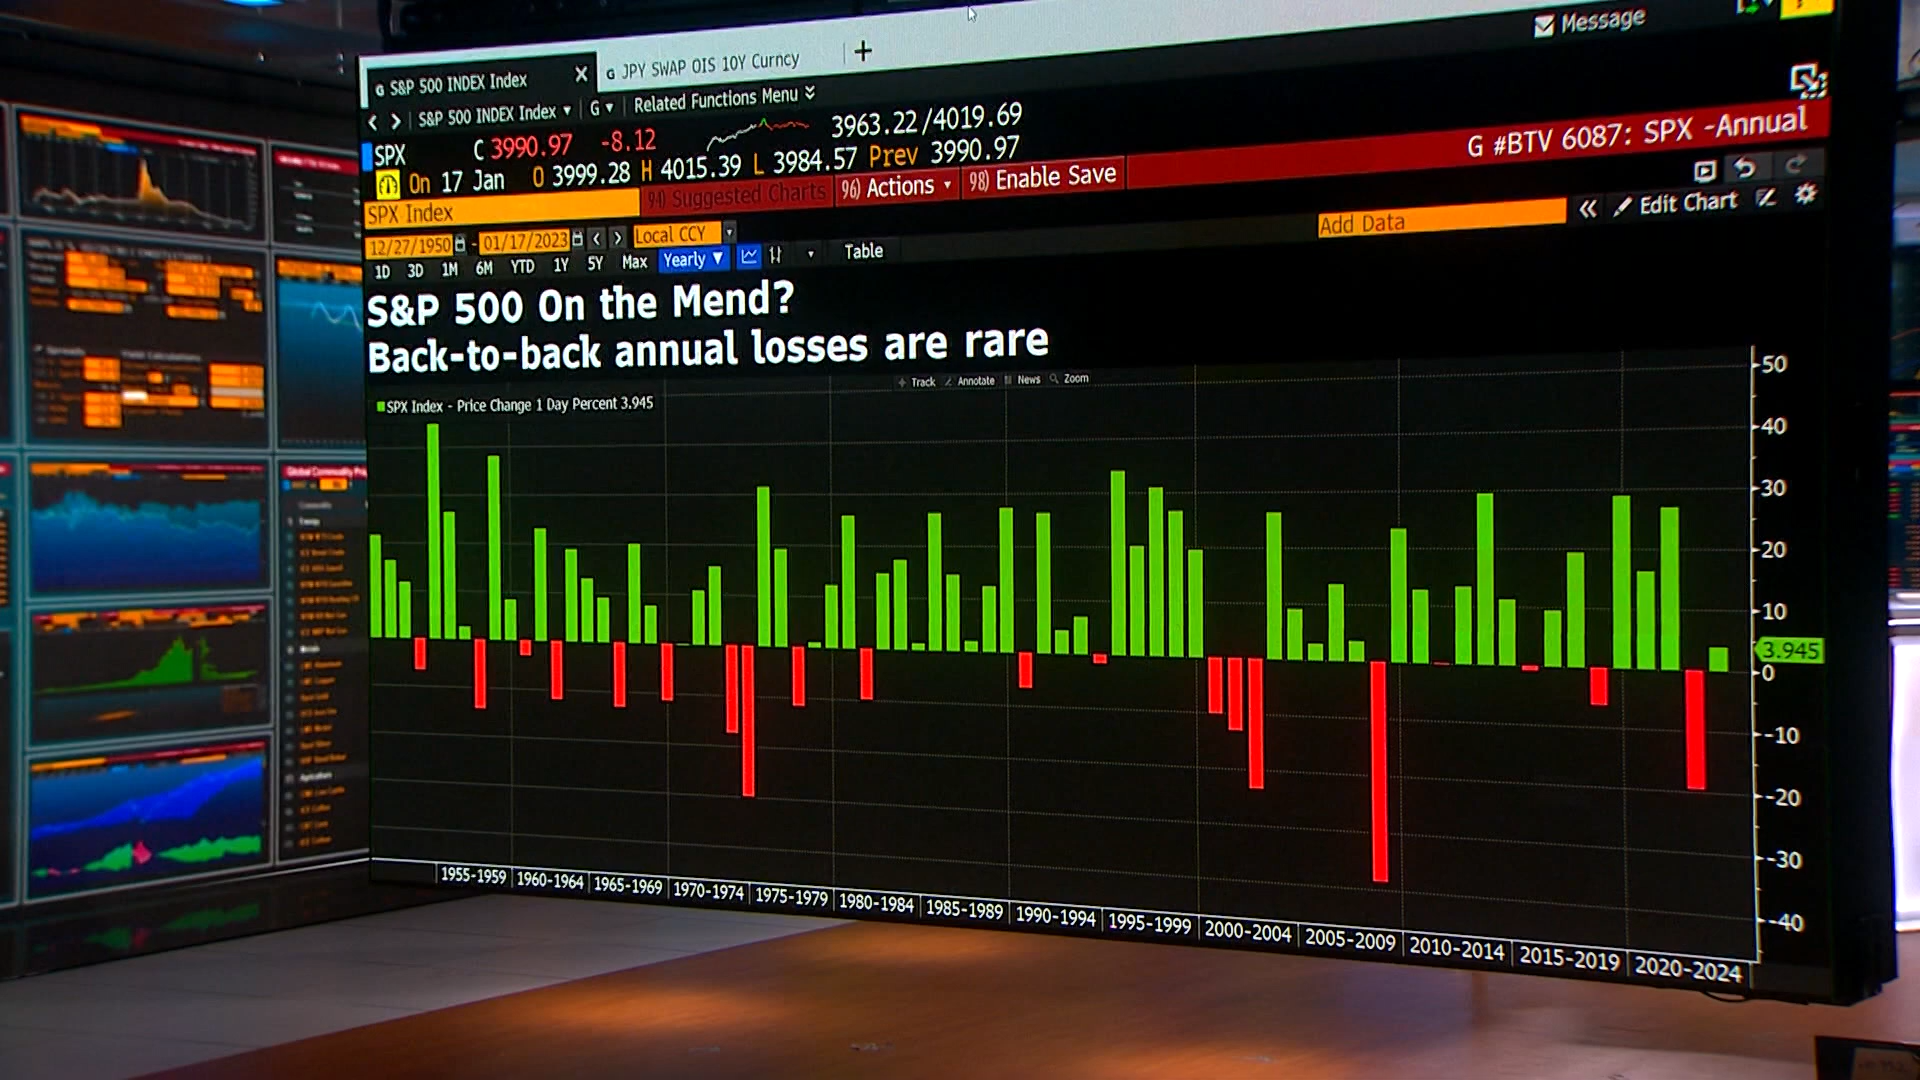 Message
G S&P 500 INDEX Index X
G JPY SWAP OIS 10Y Curncy +
S&P 500 INDEX Index G Related Functions Menu
SPX C 3990.97 -8.12 3963.22/4019.69
G #BTV 6087: SPX -Annual
On 17 Jan O 3999.28 H 4015.39 L 3984.57 Prev 3990.97
SPX Index 94) Suggested Charts 96) Actions 98) Enable Save
12/27/1950 - 01/17/2023 Local CCY Add Data Edit Chart
1D 3D 1M 6M YTD 1Y 5Y Max Yearly Table
S&P 500 On the Mend?
Back-to-back annual losses are rare
Track Annotate News Zoom
SPX Index - Price Change 1 Day Percent 3.945
50
40
30
20
10
3.945
0
-10
-20
-30
-40
1955-1959 1960-1964 1965-1969 1970-1974 1975-1979 1980-1984 1985-1989 1990-1994 1995-1999 2000-2004 2005-2009 2010-2014 2015-2019 2020-2024